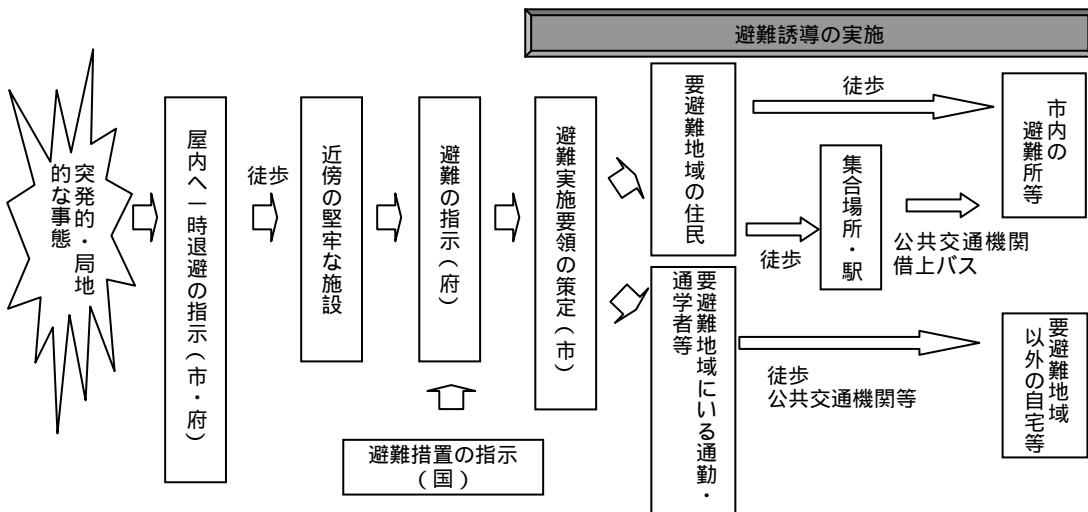 避難誘導の実施
突発的・局地
的な事態
屋内へ一時退避の指示（市・府）
徒歩
近傍の堅牢な施設
避難の指示（府）
避難措置の指示
（国）
避難実施要領の策定（市）
要避難地域の住民
徒歩
市内の
避難所等
徒歩
集合場所・駅
公共交通機関
借上バス
要避難地域にいる通勤・
通学者等
徒歩
公共交通機関等
要避難地域
以外の自宅等